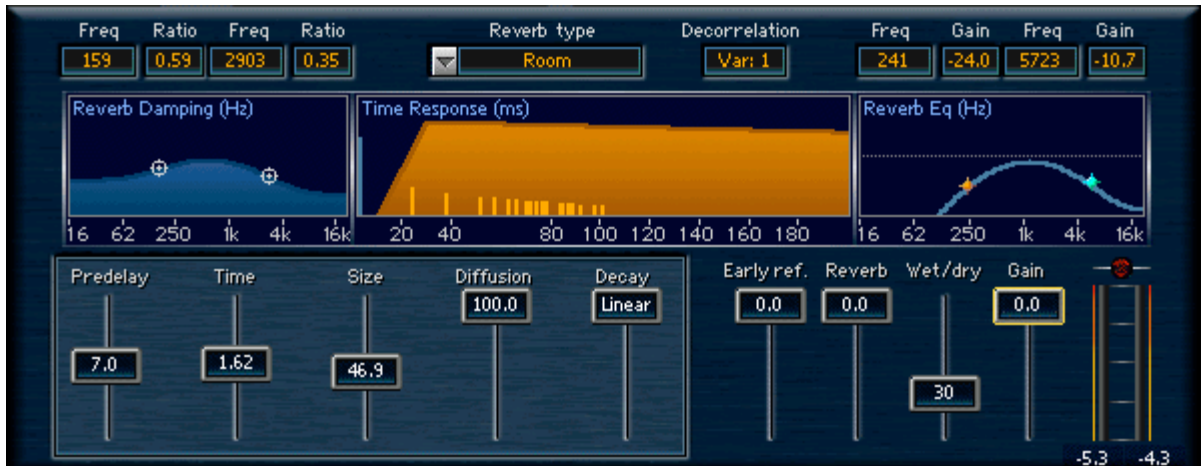 Freq Ratio Freq Ratio Reverb type Decorrelation Freq Gain Freq Gain
159 0.59 2903 0.35 Room Var: 1 241 -24.0 5723 -10.7
Reverb Damping (Hz) Time Response (ms) Reverb Eq (Hz)
16 62 250 1k 4k 16k 20 40 80 100 120 140 160 180 16 62 250 1k 4k 16k
Predelay Time Size Diffusion Decay Early ref. Reverb Wet/dry Gain
100.0 Linear 0.0 0.0 0.0
7.0 1.62 46.9
30
-5.3 -4.3